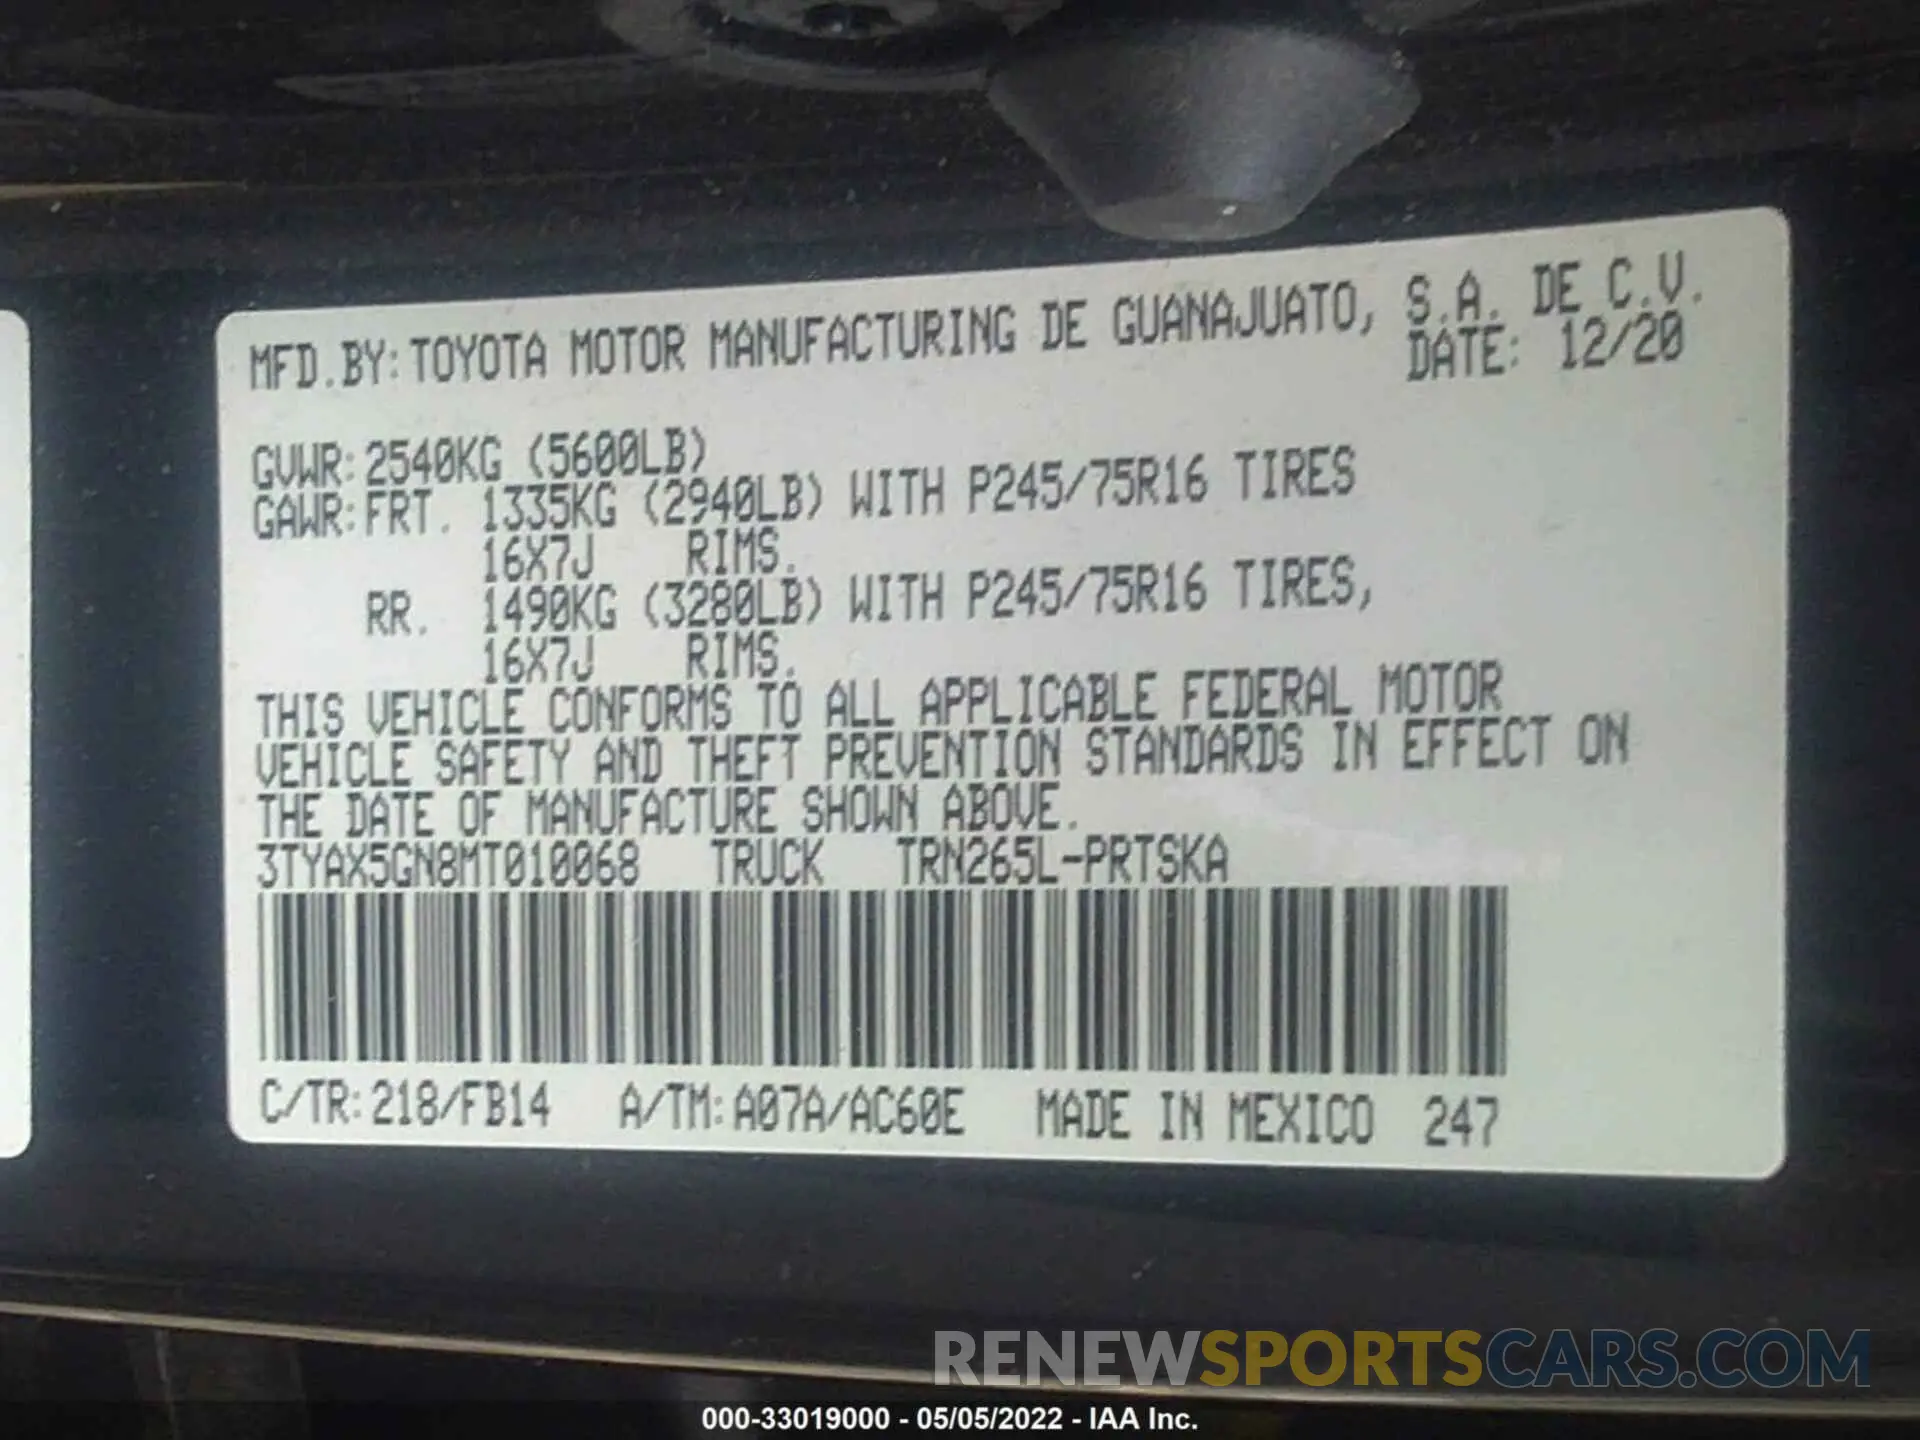 MFD.BY:TOYOTA MOTOR MANUFACTURING DE GUANAJUATO, S.A. DE C.V.
DATE: 12/20
GVWR:2540KG (5600LB)
GAWR:FRT. 1335KG (2940LB) WITH P245/75R16 TIRES
16X7J RIMS.
RR. 1490KG (3280LB) WITH P245/75R16 TIRES,
16X7J RIMS.
THIS VEHICLE CONFORMS TO ALL APPLICABLE FEDERAL MOTOR
VEHICLE SAFETY AND THEFT PREVENTION STANDARDS IN EFFECT ON
THE DATE OF MANUFACTURE SHOWN ABOVE.
3TYAX5GN8MT010068 TRUCK TRN265L-PRTSKA
C/TR:218/FB14 A/TM:A07A/AC60E MADE IN MEXICO 247
RENEWSPORTSCARS.COM
000-33019000 - 05/05/2022 - IAA Inc.